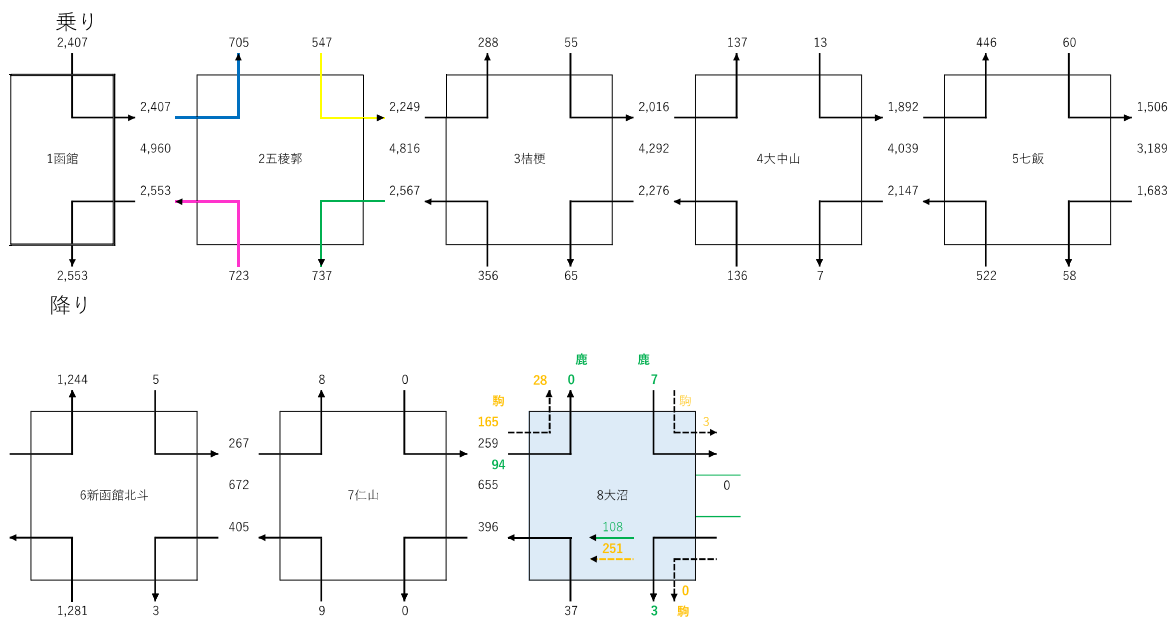 乗り
2,407 705 547 288 55 137 13 446 60
2,407 2,249 2,016 1,892 1,506
4,960 4,816 4,292 4,039 3,189
1函館 2五稜郭 3桔梗 4大中山 5七飯
2,553 2,567 2,276 2,147 1,683
2,553 723 737 356 65 136 7 522 58
降り
鹿 鹿
1,244 5 8 0 28 0 7
駒 駒
165 3
267 259
94
672 655 0
6新函館北斗 7仁山 8大沼
405 396 108
251
0
1,281 3 9 0 37 3 駒